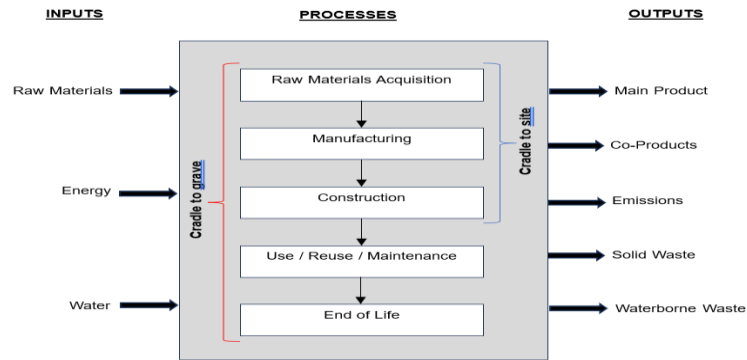 INPUTS
PROCESSES
OUTPUTS
Raw Materials
Energy
Water
Cradle to grave
Raw Materials Acquisition
Manufacturing
Construction
Use / Reuse / Maintenance
End of Life
Cradle to site
Main Product
Co-Products
Emissions
Solid Waste
Waterborne Waste